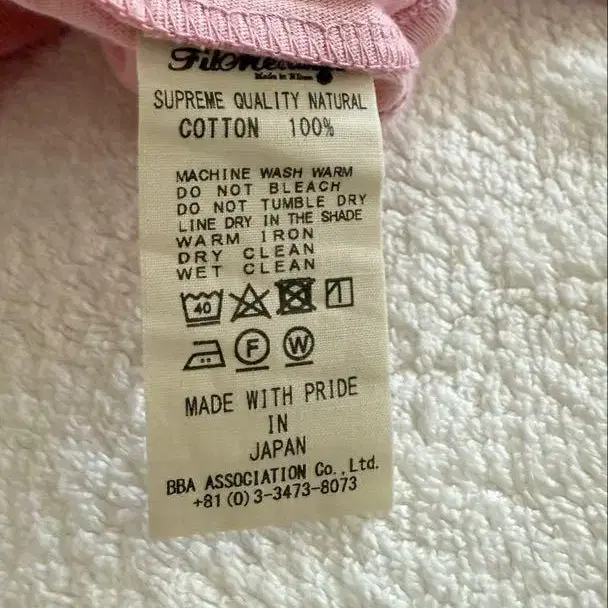 SUPREME QUALITY NATURAL
COTTON 100%
MACHINE WASH WARM
DO NOT BLEACH
DO NOT TUMBLE DRY
LINE DRY IN THE SHADE
WARM IRON
DRY CLEAN
WET CLEAN
40
F W
MADE WITH PRIDE
IN
JAPAN
BBA ASSOCIATION Co.,Ltd.
+81(0)3-3473-8073